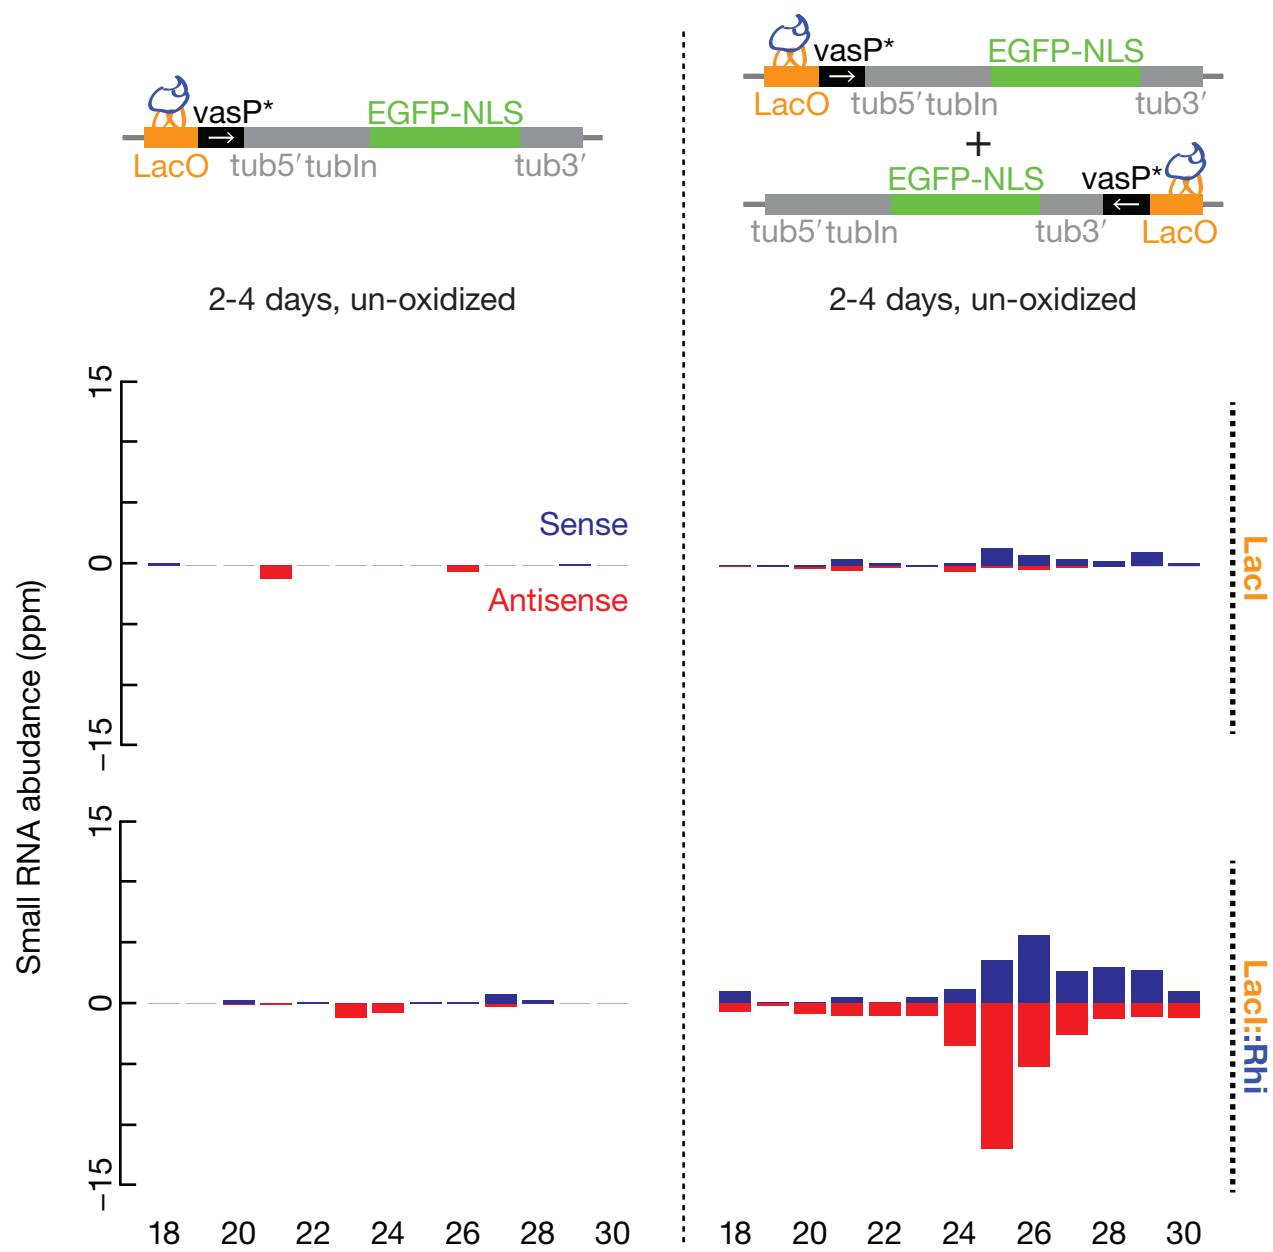 vasP* EGFP-NLS
LacO tub5′ tubIn tub3′
vasP* EGFP-NLS
LacO tub5′ tubIn tub3′
+
EGFP-NLS vasP*
tub5′ tubIn tub3′ LacO
2-4 days, un-oxidized
2-4 days, un-oxidized
Small RNA abudance (ppm)
15
0
−15
Sense
Antisense
LacI
15
0
−15
LacI::Rhi
18 20 22 24 26 28 30
18 20 22 24 26 28 30